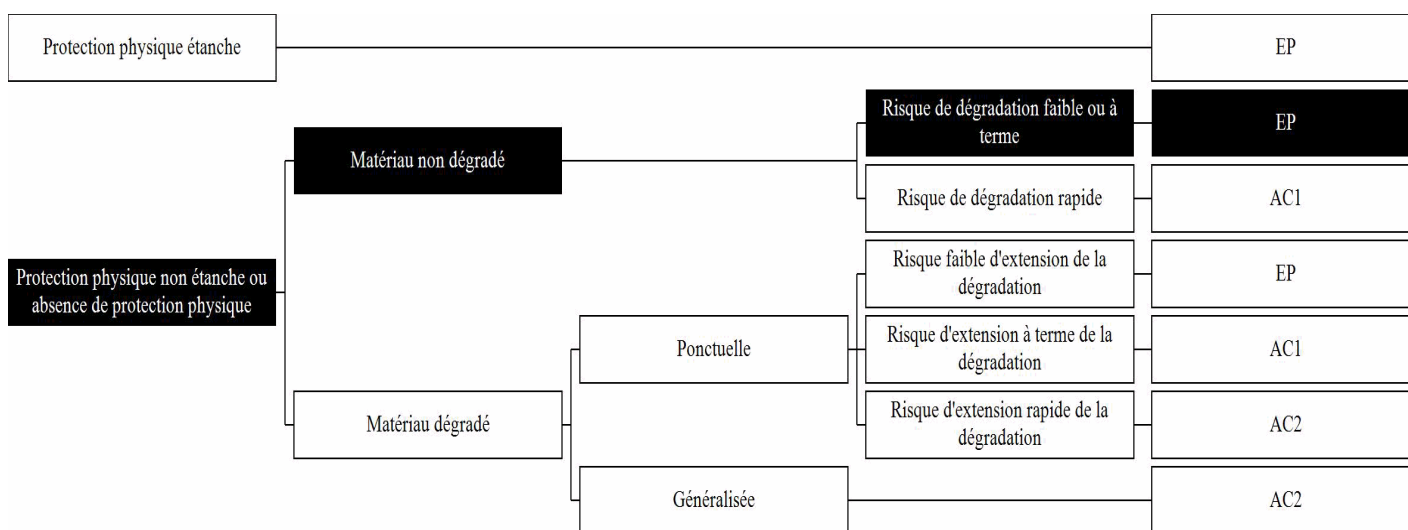 Protection physique étanche
EP
Risque de dégradation faible ou à
terme
EP
Matériau non dégradé
Risque de dégradation rapide
AC1
Protection physique non étanche ou
absence de protection physique
Risque faible d'extension de la
dégradation
EP
Ponctuelle
Risque d'extension à terme de la
dégradation
AC1
Matériau dégradé
Risque d'extension rapide de la
dégradation
AC2
Généralisée
AC2